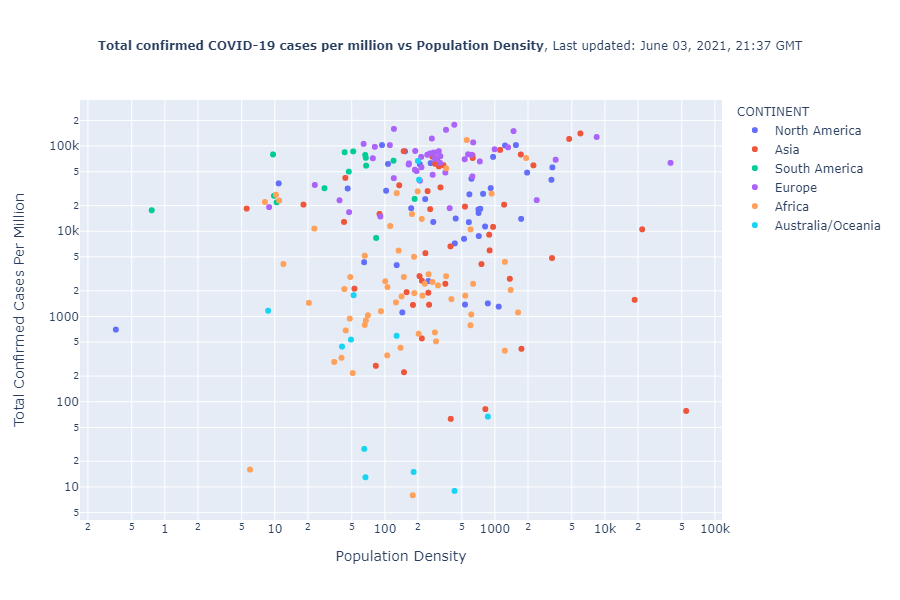 Total confirmed COVID-19 cases per million vs Population Density, Last updated: June 03, 2021, 21:37 GMT
CONTINENT
North America
Asia
South America
Europe
Africa
Australia/Oceania
Total Confirmed Cases Per Million
2
100k
5
2
10k
5
2
1000
5
2
100
5
2
10
5
2 5 1 2 5 10 2 5 100 2 5 1000 2 5 10k 2 5 100k
Population Density